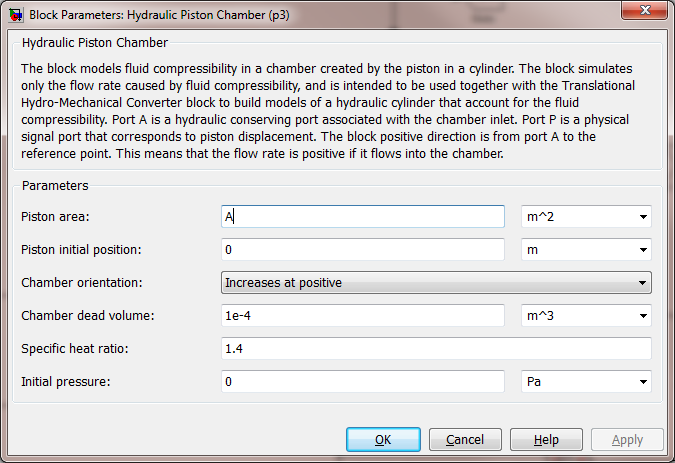 Block Parameters: Hydraulic Piston Chamber (p3)
Hydraulic Piston Chamber
The block models fluid compressibility in a chamber created by the piston in a cylinder. The block simulates
only the flow rate caused by fluid compressibility, and is intended to be used together with the Translational
Hydro-Mechanical Converter block to build models of a hydraulic cylinder that account for the fluid
compressibility. Port A is a hydraulic conserving port associated with the chamber inlet. Port P is a physical
signal port that corresponds to piston displacement. The block positive direction is from port A to the
reference point. This means that the flow rate is positive if it flows into the chamber.
Parameters
Piston area: A m^2
Piston initial position: 0 m
Chamber orientation: Increases at positive
Chamber dead volume: 1e-4 m^3
Specific heat ratio: 1.4
Initial pressure: 0 Pa
OK Cancel Help Apply